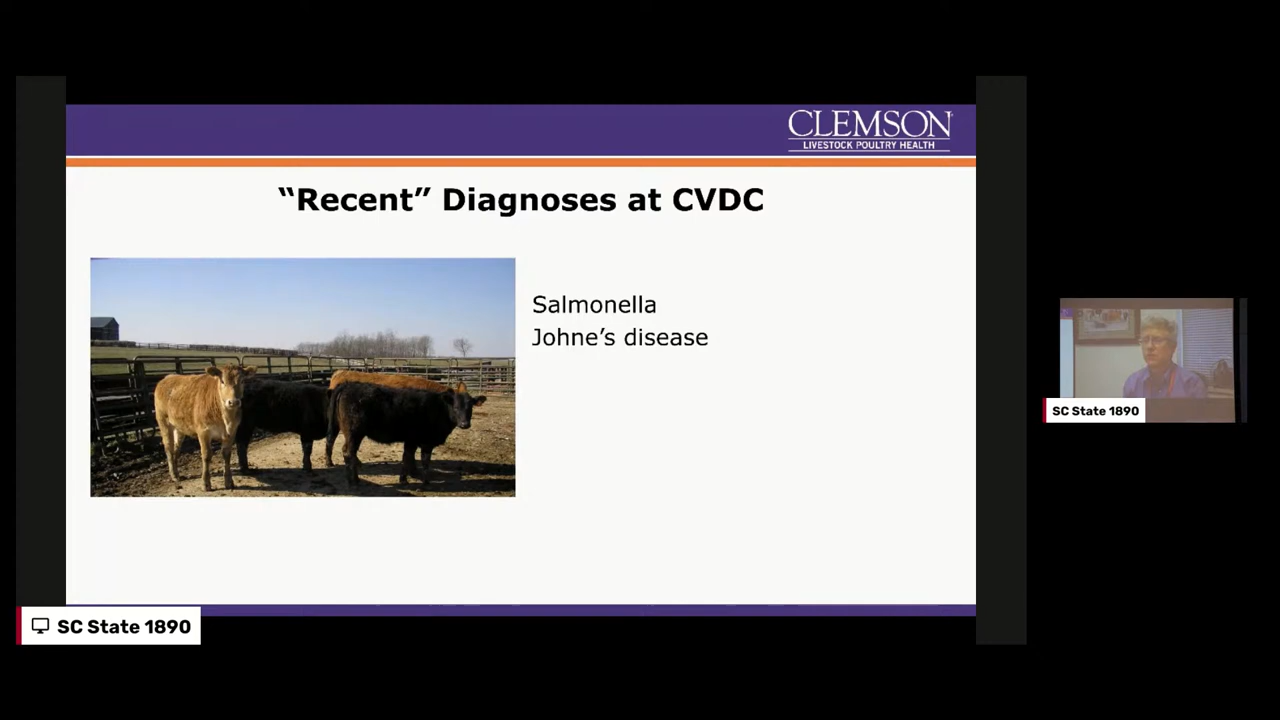 CLEMSON
LIVESTOCK POULTRY HEALTH
“Recent” Diagnoses at CVDC
Salmonella
Johne’s disease
SC State 1890
SC State 1890